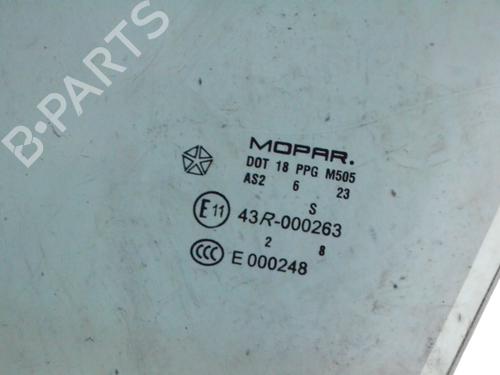 B-PARTS
MOPAR.
DOT 18 PPG M505
AS2 6 23
S
E11 43R-000263
2 8
CCC E 000248